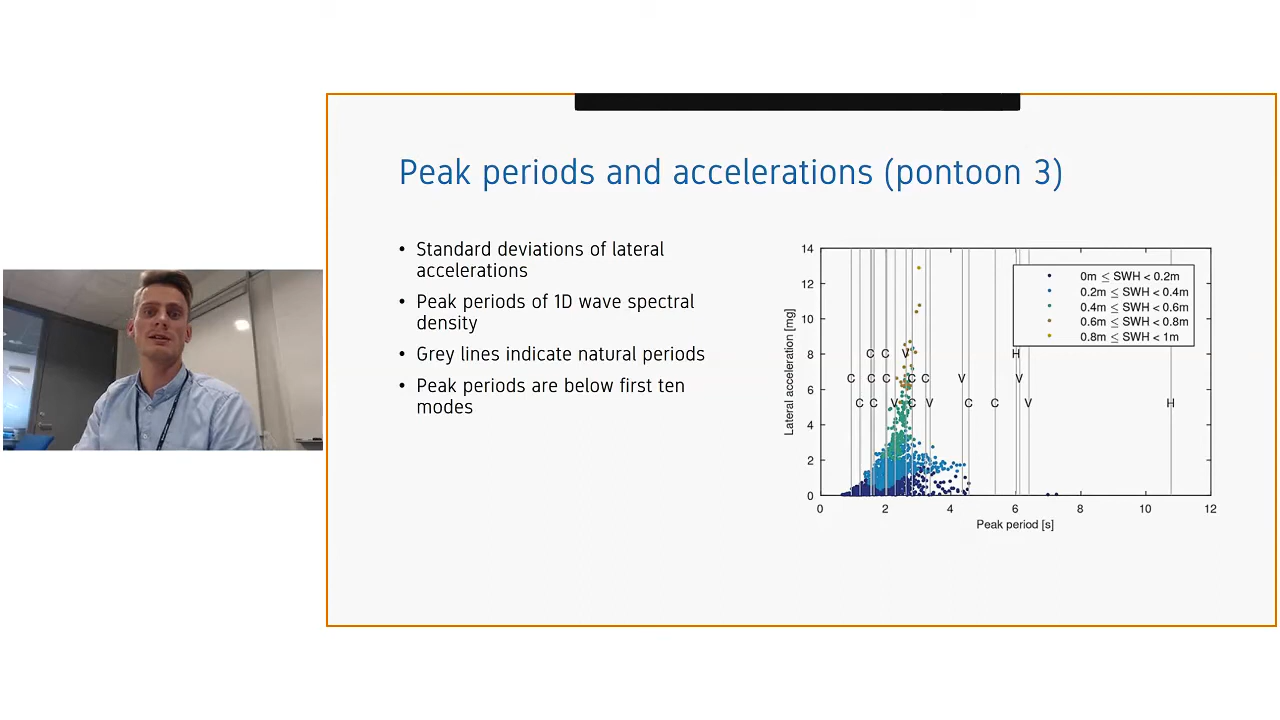 Peak periods and accelerations (pontoon 3)
• Standard deviations of lateral
accelerations
• Peak periods of 1D wave spectral
density
• Grey lines indicate natural periods
• Peak periods are below first ten
modes
14
12
10
8
6
4
2
0
Lateral acceleration [mg]
0m ≤ SWH < 0.2m
0.2m ≤ SWH < 0.4m
0.4m ≤ SWH < 0.6m
0.6m ≤ SWH < 0.8m
0.8m ≤ SWH < 1m
C C V H
C C C C C V V
C C V C V C C V H
0 2 4 6 8 10 12
Peak period [s]